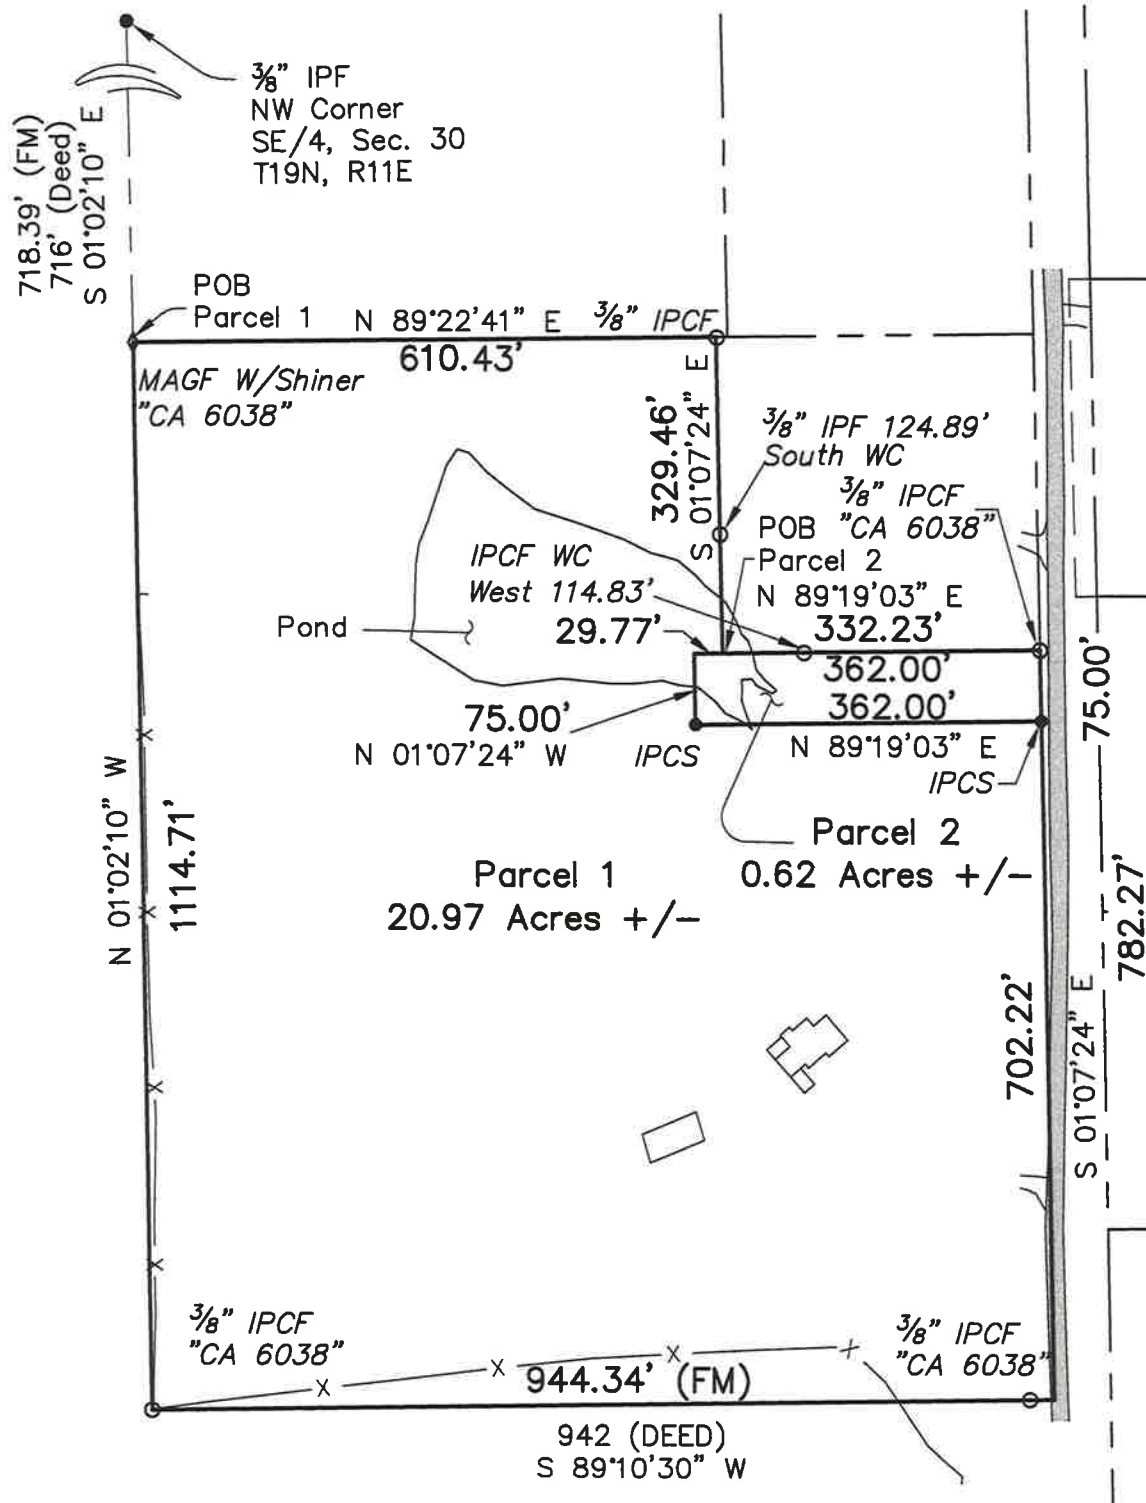 3/8" IPF
NW Corner
SE/4, Sec. 30
T19N, R11E
718.39' (FM)
716' (Deed)
S 01°02'10" E
POB
Parcel 1
N 89°22'41" E
3/8" IPCF
610.43'
MAGF W/Shiner
"CA 6038"
329.46'
S 01°07'24" E
3/8" IPF 124.89'
South WC
3/8" IPCF
"CA 6038"
POB
Parcel 2
IPCF WC
West 114.83'
N 89°19'03" E
Pond
29.77'
332.23'
362.00'
75.00'
362.00'
75.00'
N 01°07'24" W
IPCS
N 89°19'03" E
IPCS
N 01°02'10" W
1114.71'
Parcel 1
20.97 Acres +/-
Parcel 2
0.62 Acres +/-
782.27'
702.22'
S 01°07'24" E
X
X
X
X
3/8" IPCF
"CA 6038"
3/8" IPCF
"CA 6038"
X
X
X
X
944.34' (FM)
942 (DEED)
S 89°10'30" W